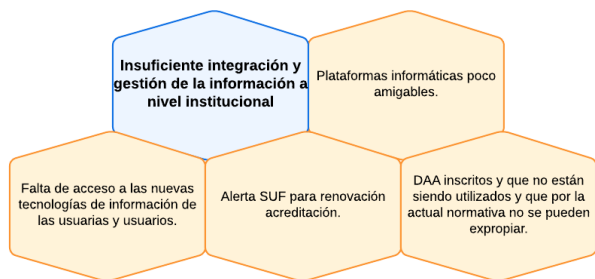 Insuficiente integración y
gestión de la información a
nivel institucional
Plataformas informáticas poco
amigables.
Falta de acceso a las nuevas
tecnologías de información de
las usuarias y usuarios.
Alerta SUF para renovación
acreditación.
DAA inscritos y que no están
siendo utilizados y que por la
actual normativa no se pueden
expropiar.